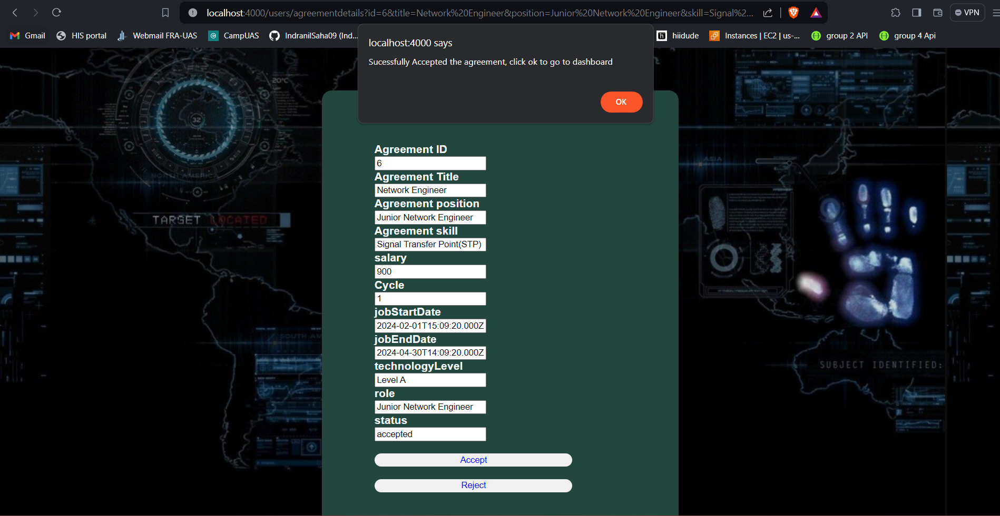 localhost:4000/users/agreementdetails?id=6&title=Network%20Engineer&position=Junior%20Network%20Engineer&skill=Signal%2...
VPN
Gmail
HIS portal
Webmail FRA-UAS
CampUAS
IndranilSaha09 (Ind...
hiidude
Instances | EC2 | us-...
group 2 API
group 4 Api
localhost:4000 says
Sucessfully Accepted the agreement, click ok to go to dashboard
OK
20°C
32
NORTH AMERICA
TARGET LOCATED
ASIA
SOUTH AM
SUBJECT IDENTIFIED:
Agreement ID
6
Agreement Title
Network Engineer
Agreement position
Junior Network Engineer
Agreement skill
Signal Transfer Point(STP)
salary
900
Cycle
1
jobStartDate
2024-02-01T15:09:20.000Z
jobEndDate
2024-04-30T14:09:20.000Z
technologyLevel
Level A
role
Junior Network Engineer
status
accepted
Accept
Reject